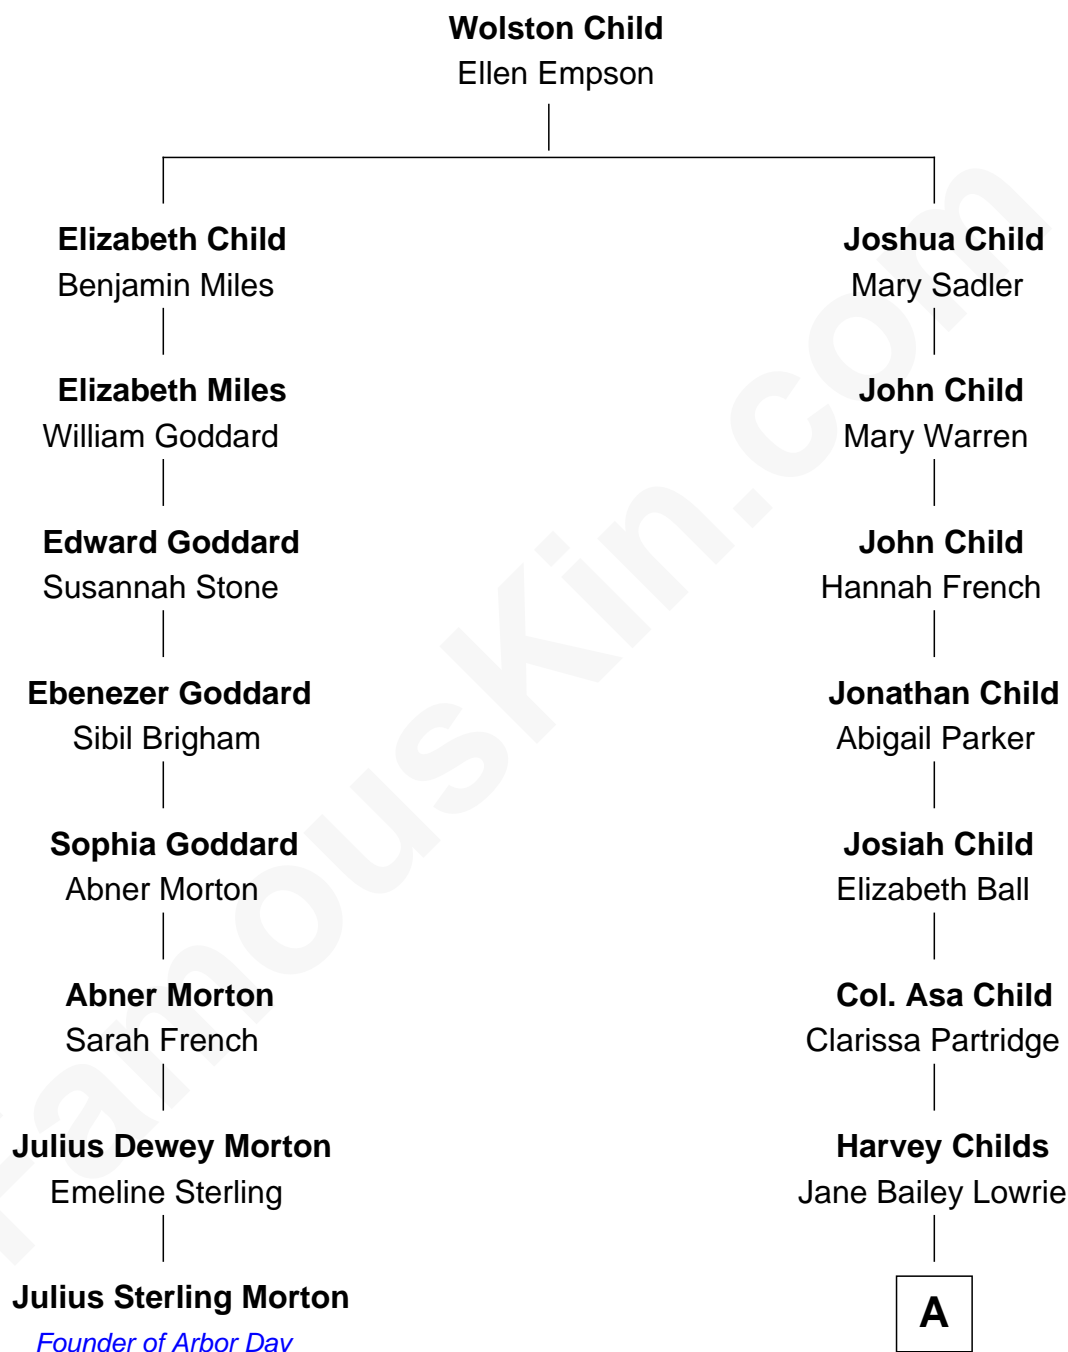 Wolston Child
Ellen Empson
Elizabeth Child
Benjamin Miles
Elizabeth Miles
William Goddard
Edward Goddard
Susannah Stone
Ebenezer Goddard
Sibil Brigham
Sophia Goddard
Abner Morton
Abner Morton
Sarah French
Julius Dewey Morton
Emeline Sterling
Julius Sterling Morton
Founder of Arbor Day
Joshua Child
Mary Sadler
John Child
Mary Warren
John Child
Hannah French
Jonathan Child
Abigail Parker
Josiah Child
Elizabeth Ball
Col. Asa Child
Clarissa Partridge
Harvey Childs
Jane Bailey Lowrie
A
FamousKin.com